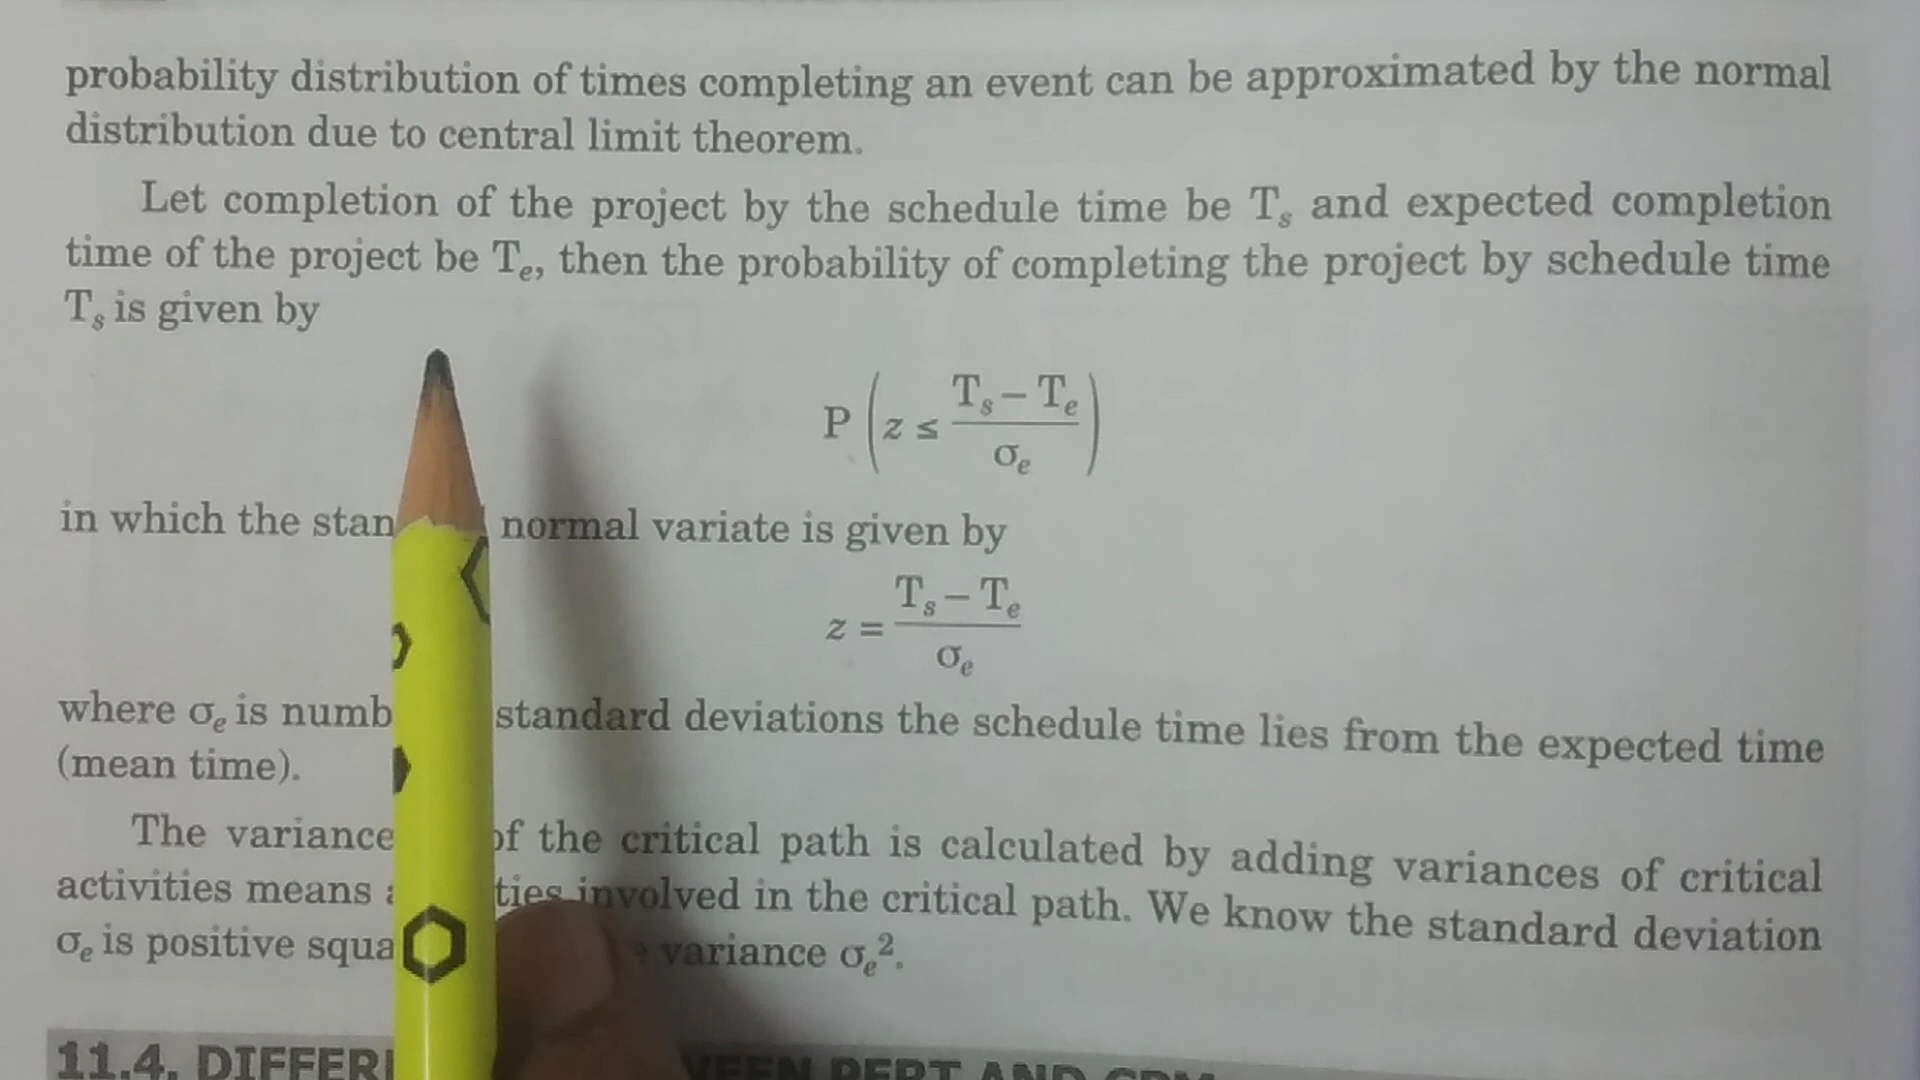 probability distribution of times completing an event can be approximated by the normal
distribution due to central limit theorem.
Let completion of the project by the schedule time be Tₛ and expected completion
time of the project be Tₑ, then the probability of completing the project by schedule time
Tₛ is given by
P(z ≤ (Tₛ − Tₑ)/σₑ)
in which the stan normal variate is given by
z = (Tₛ − Tₑ)/σₑ
where σₑ is numb standard deviations the schedule time lies from the expected time
(mean time).
The variance of the critical path is calculated by adding variances of critical
activities means ties involved in the critical path. We know the standard deviation
σₑ is positive squa variance σₑ².
11.4. DIFFER VEEN PERT AND CPM